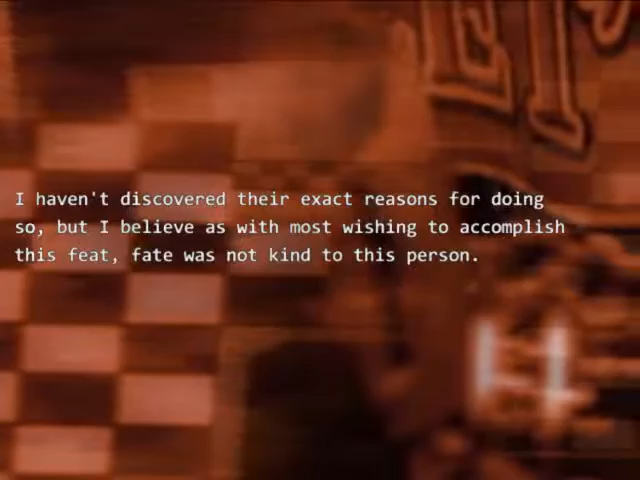 I haven't discovered their exact reasons for doing
so, but I believe as with most wishing to accomplish
this feat, fate was not kind to this person.